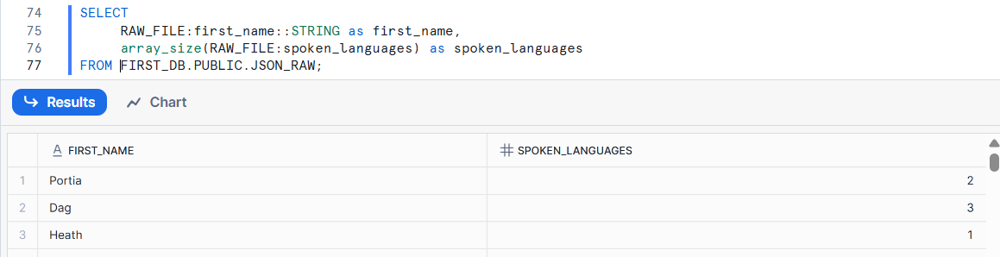 74 SELECT
75 RAW_FILE:first_name::STRING as first_name,
76 array_size(RAW_FILE:spoken_languages) as spoken_languages
77 FROM FIRST_DB.PUBLIC.JSON_RAW;
Results Chart
A FIRST_NAME # SPOKEN_LANGUAGES
1 Portia 2
2 Dag 3
3 Heath 1